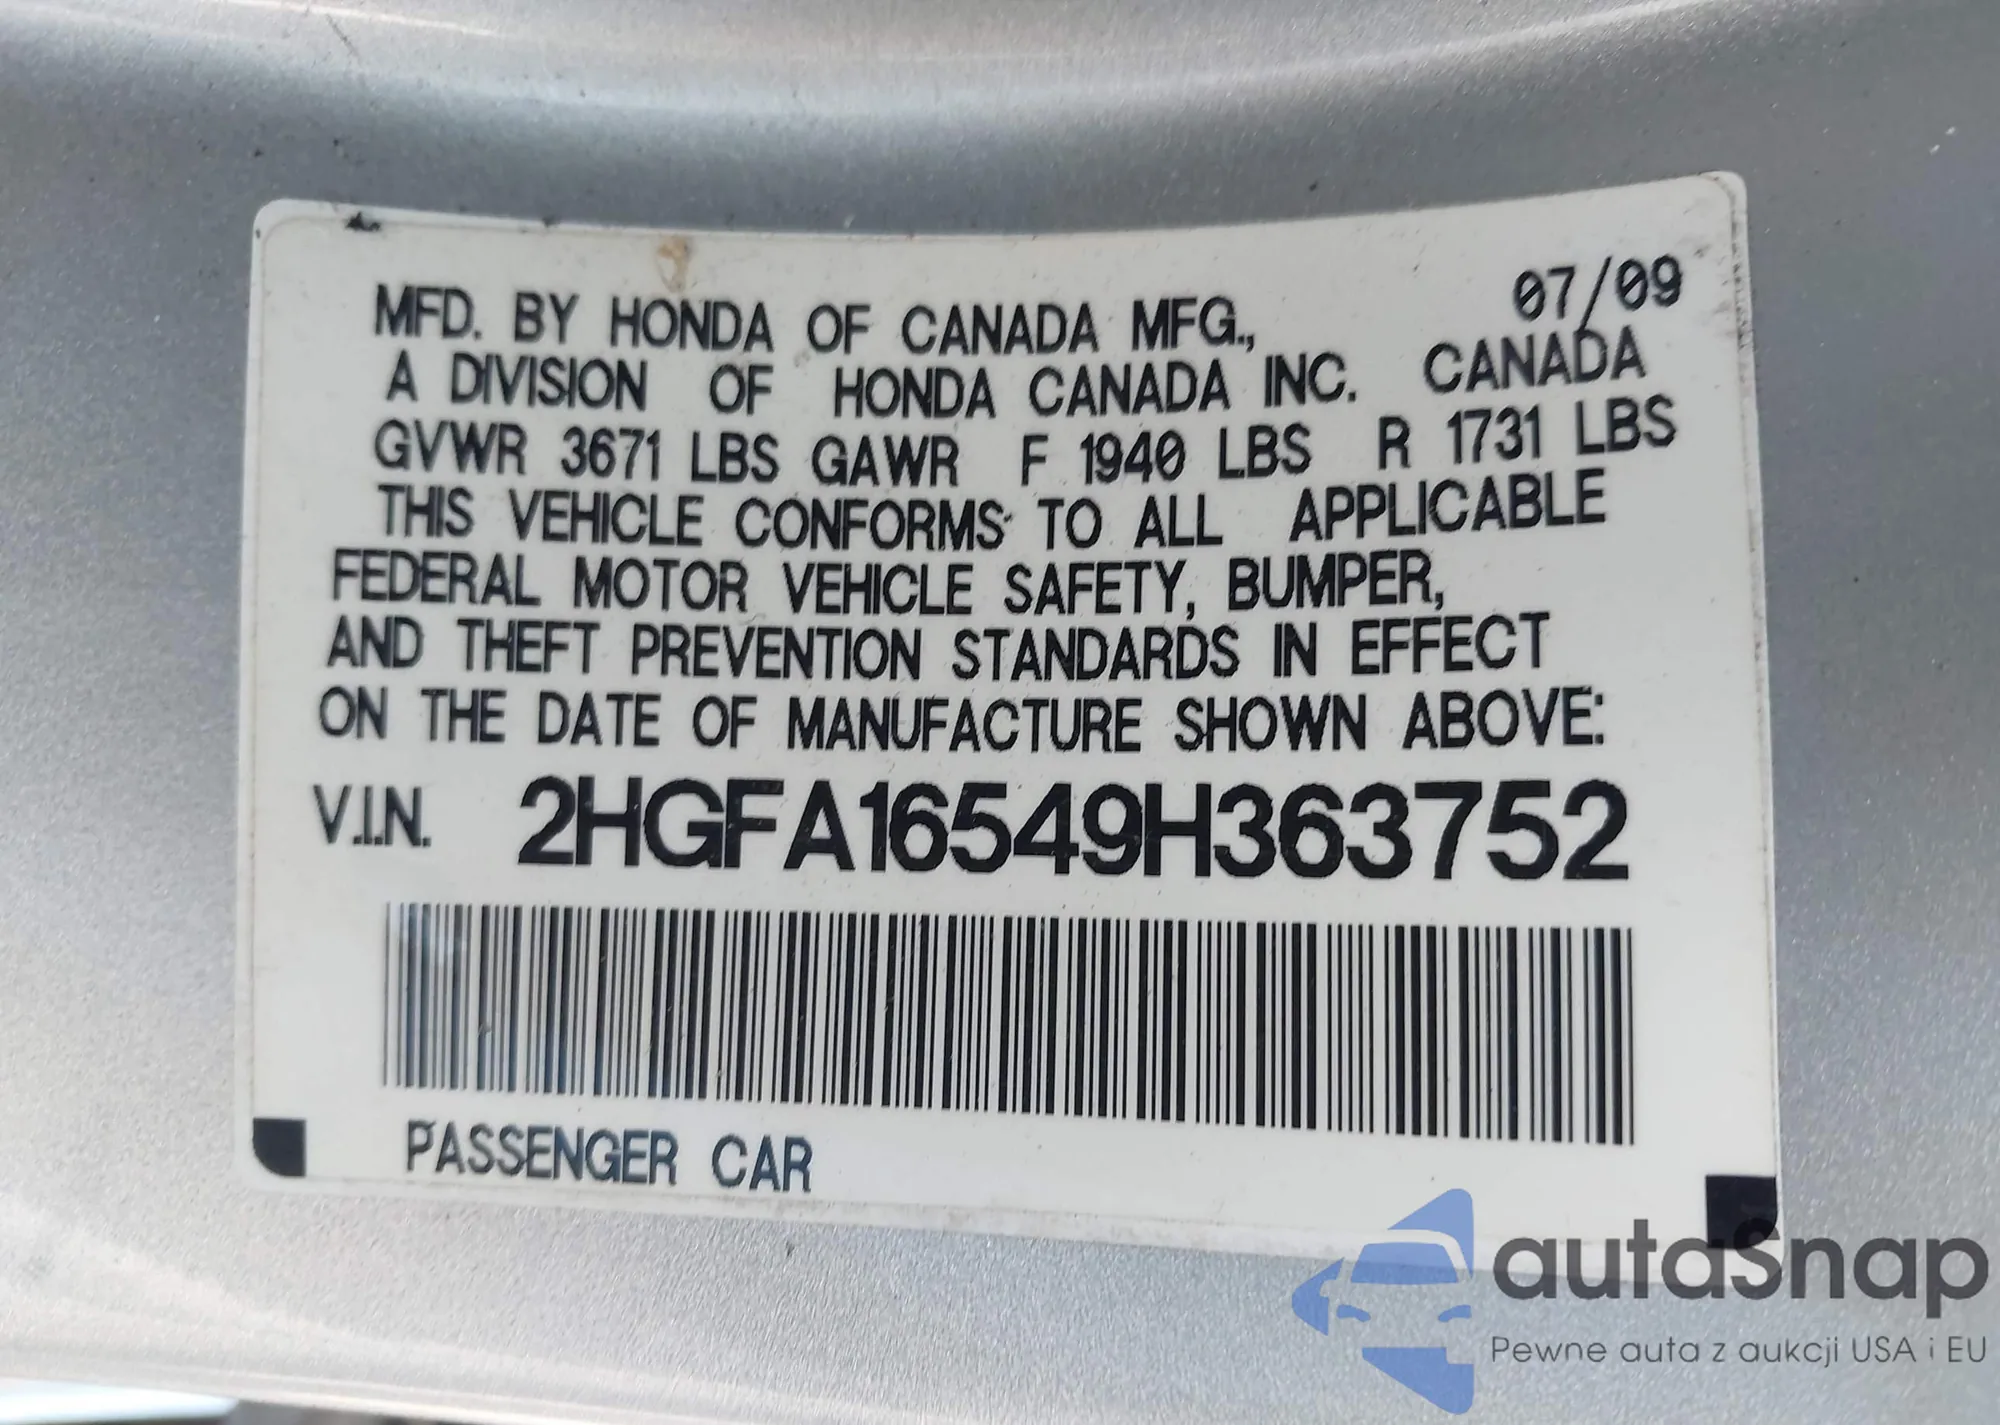 07/09
MFD. BY HONDA OF CANADA MFG.,
A DIVISION OF HONDA CANADA INC. CANADA
GVWR 3671 LBS GAWR F 1940 LBS R 1731 LBS
THIS VEHICLE CONFORMS TO ALL APPLICABLE
FEDERAL MOTOR VEHICLE SAFETY, BUMPER,
AND THEFT PREVENTION STANDARDS IN EFFECT
ON THE DATE OF MANUFACTURE SHOWN ABOVE:
V.I.N. 2HGFA16549H363752
PASSENGER CAR
autaSnap
Pewne auta z aukcji USA i EU